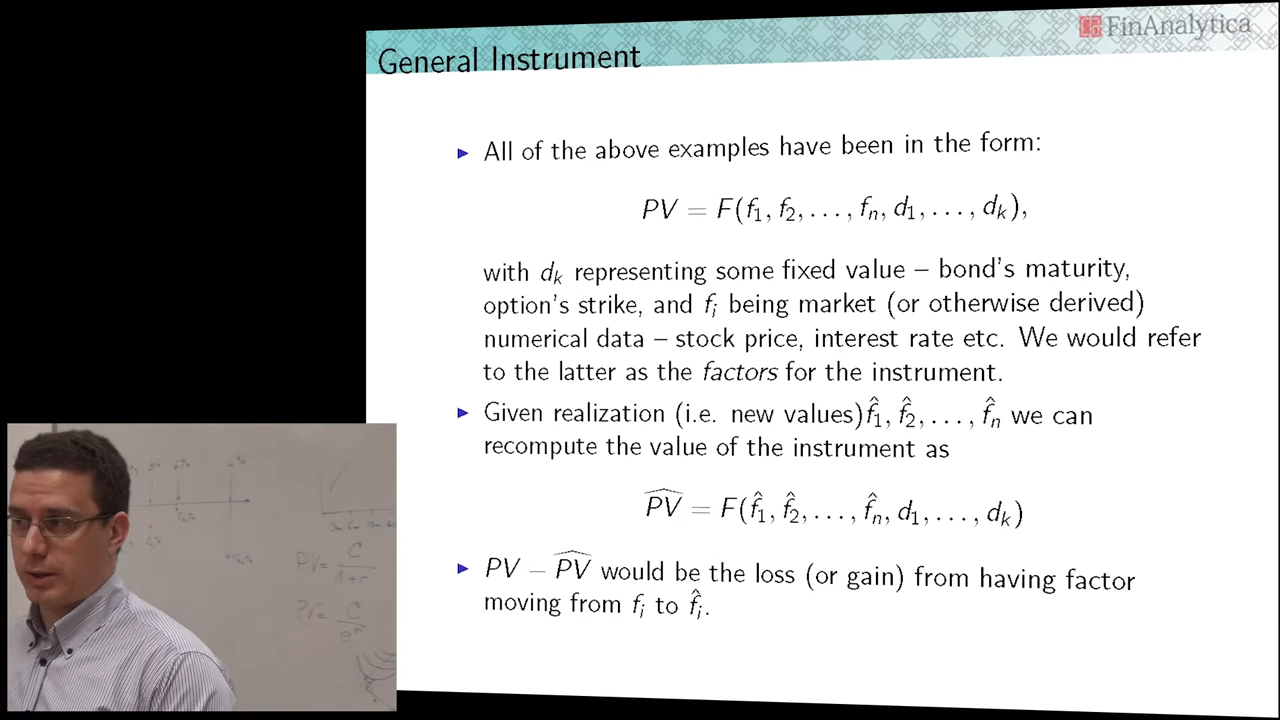 FinAnalytica
General Instrument
▶ All of the above examples have been in the form:
PV = F(f₁, f₂, . . . , fₙ, d₁, . . . , dₖ),
with dₖ representing some fixed value – bond's maturity,
option's strike, and fᵢ being market (or otherwise derived)
numerical data – stock price, interest rate etc. We would refer
to the latter as the factors for the instrument.
▶ Given realization (i.e. new values)f̂₁, f̂₂, . . . , f̂ₙ we can
recompute the value of the instrument as
P̂V̂ = F(f̂₁, f̂₂, . . . , f̂ₙ, d₁, . . . , dₖ)
▶ PV − P̂V̂ would be the loss (or gain) from having factor
moving from fᵢ to f̂ᵢ.
PV= C
1+r
PV= C